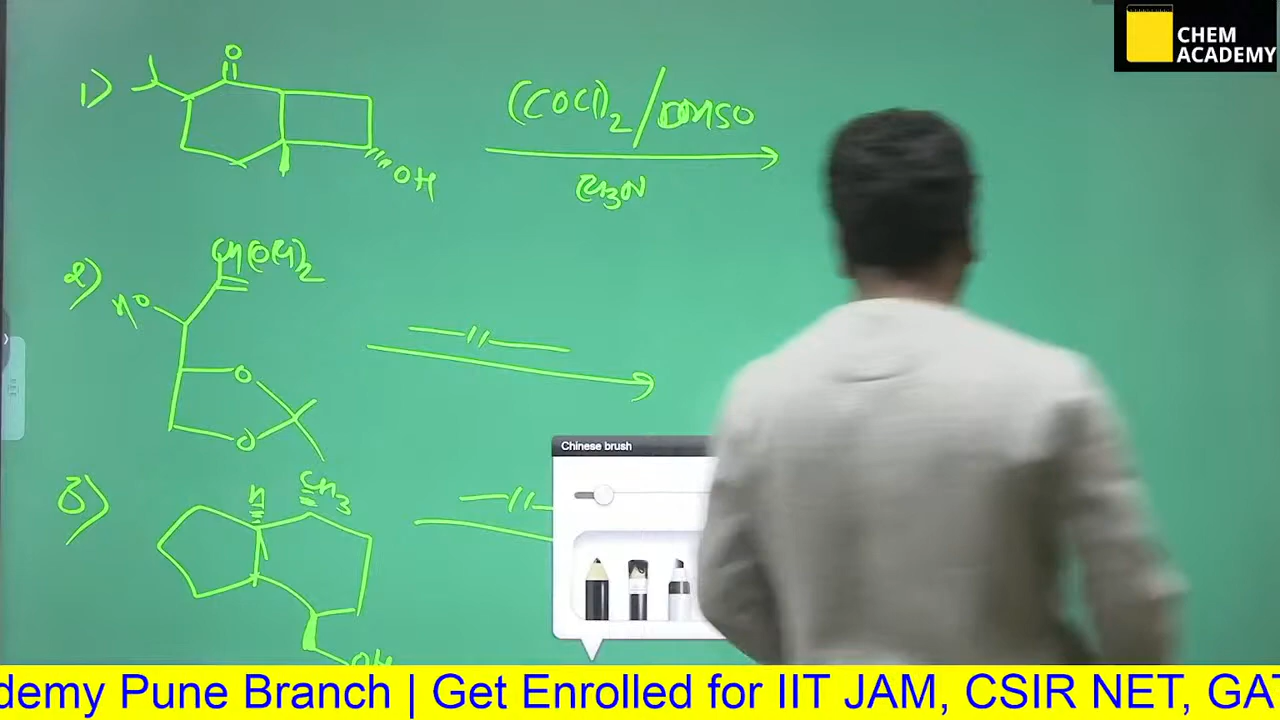 CHEM
ACADEMY
1)
O
(COCl)2/DMSO
OH
Et3N
2)
CH(OCH3)2
HO
O
O
Chinese brush
3)
H
CH3
OH
demy Pune Branch | Get Enrolled for IIT JAM, CSIR NET, GAT